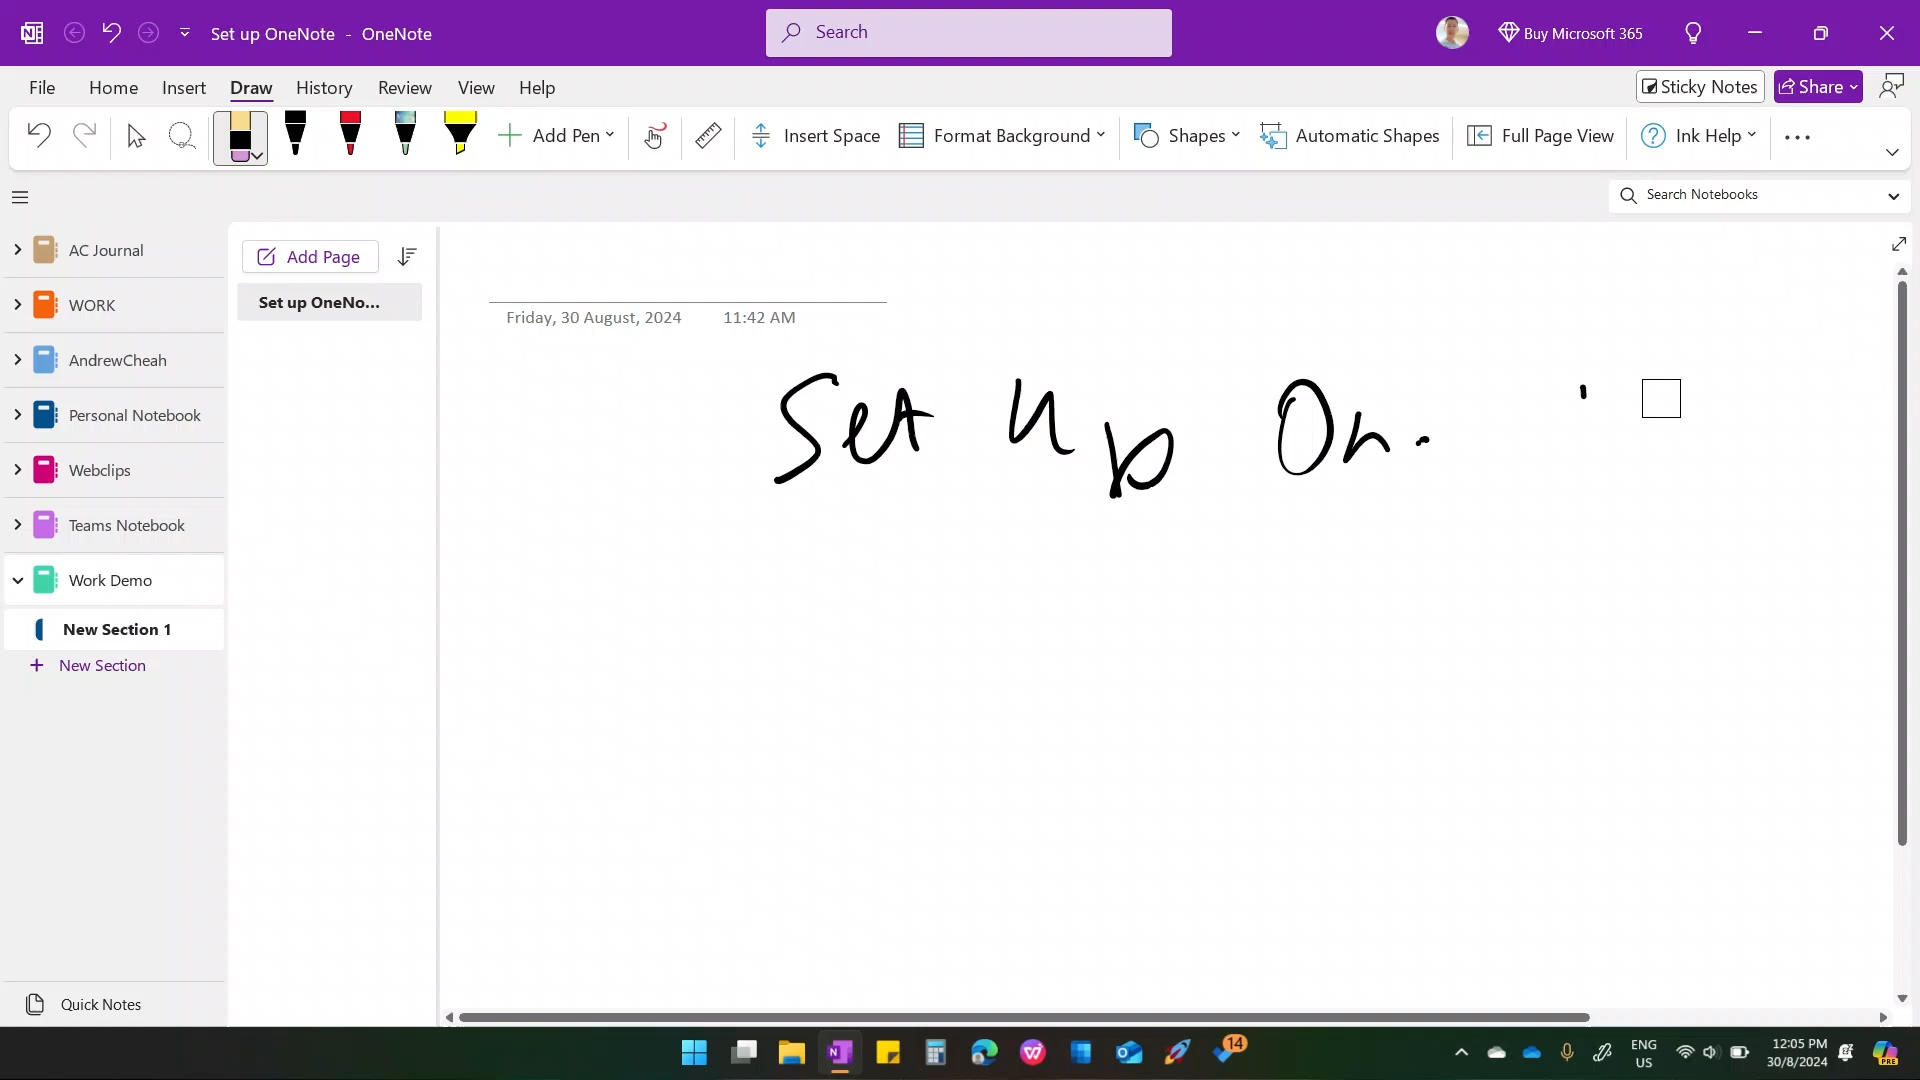 Set up OneNote - OneNote
Search
Buy Microsoft 365
File Home Insert Draw History Review View Help
Sticky Notes
Share
Add Pen
Insert Space
Format Background
Shapes
Automatic Shapes
Full Page View
Ink Help
Search Notebooks
AC Journal
WORK
AndrewCheah
Personal Notebook
Webclips
Teams Notebook
Work Demo
New Section 1
New Section
Quick Notes
Add Page
Set up OneNo...
Friday, 30 August, 2024 11:42 AM
Set up On
14
ENG
US
12:05 PM
30/8/2024
PRE